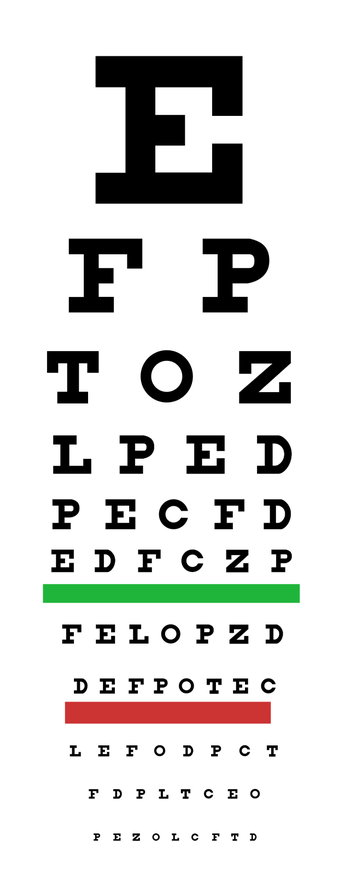 E
F P
T O Z
L P E D
P E C F D
E D F C Z P
F E L O P Z D
D E F P O T E C
L E F O D P C T
F D P L T C E O
P E Z O L C F T D